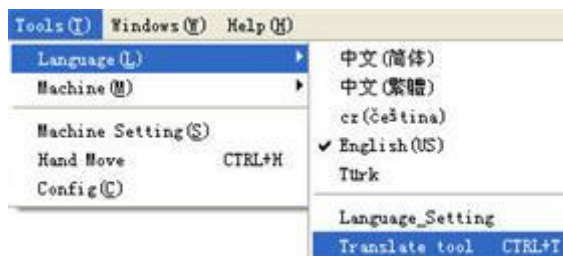 Tools(T) Windows(W) Help(H)
Language(L)
Machine(M)
Machine Setting(S)
Hand Move CTRL+H
Config(C)
中文(简体)
中文(繁體)
cz(čeština)
✓ English(US)
Türk
Language_Setting
Translate tool CTRL+T